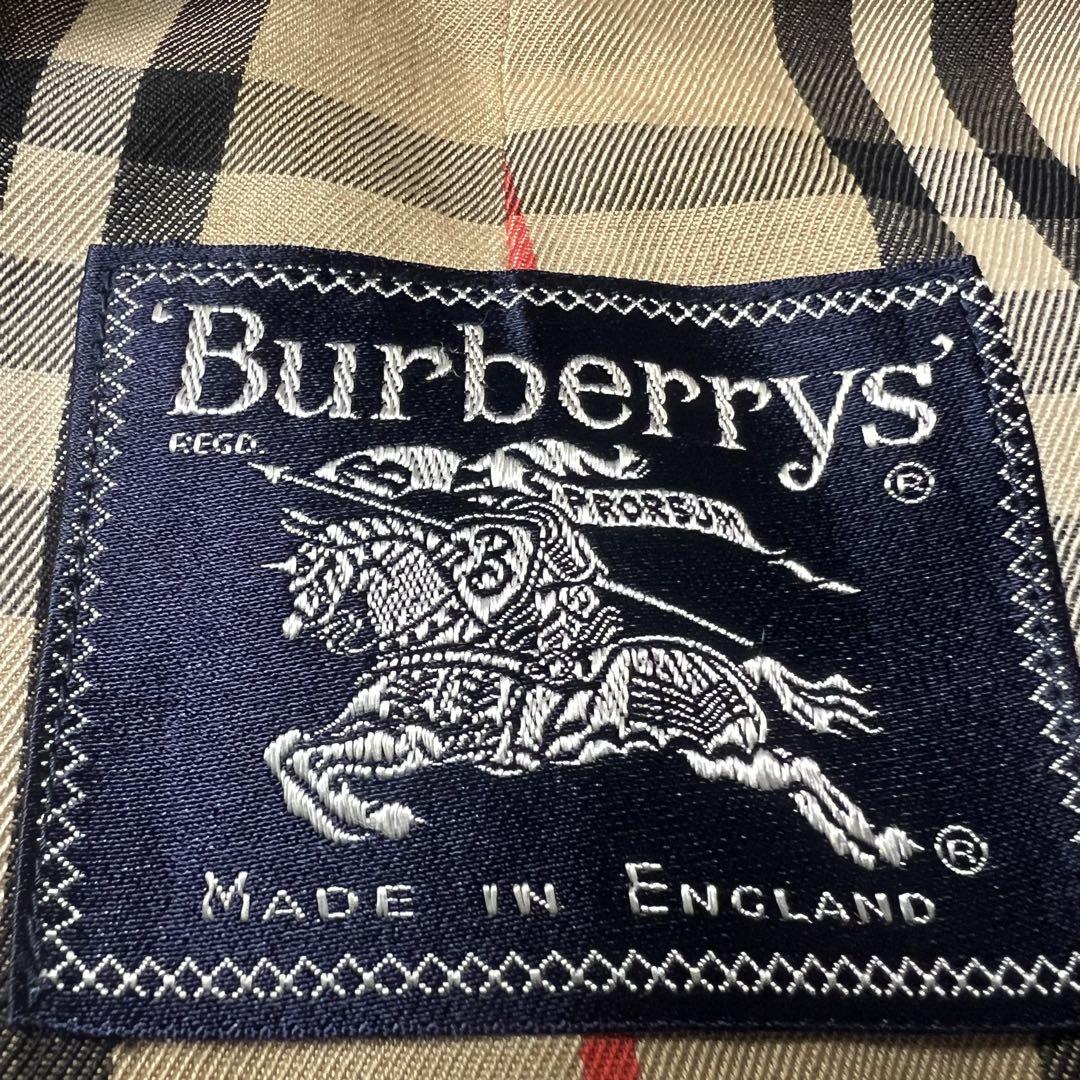 'Burberrys'
REGD. ®
PRORSUM
B
®
MADE IN ENGLAND